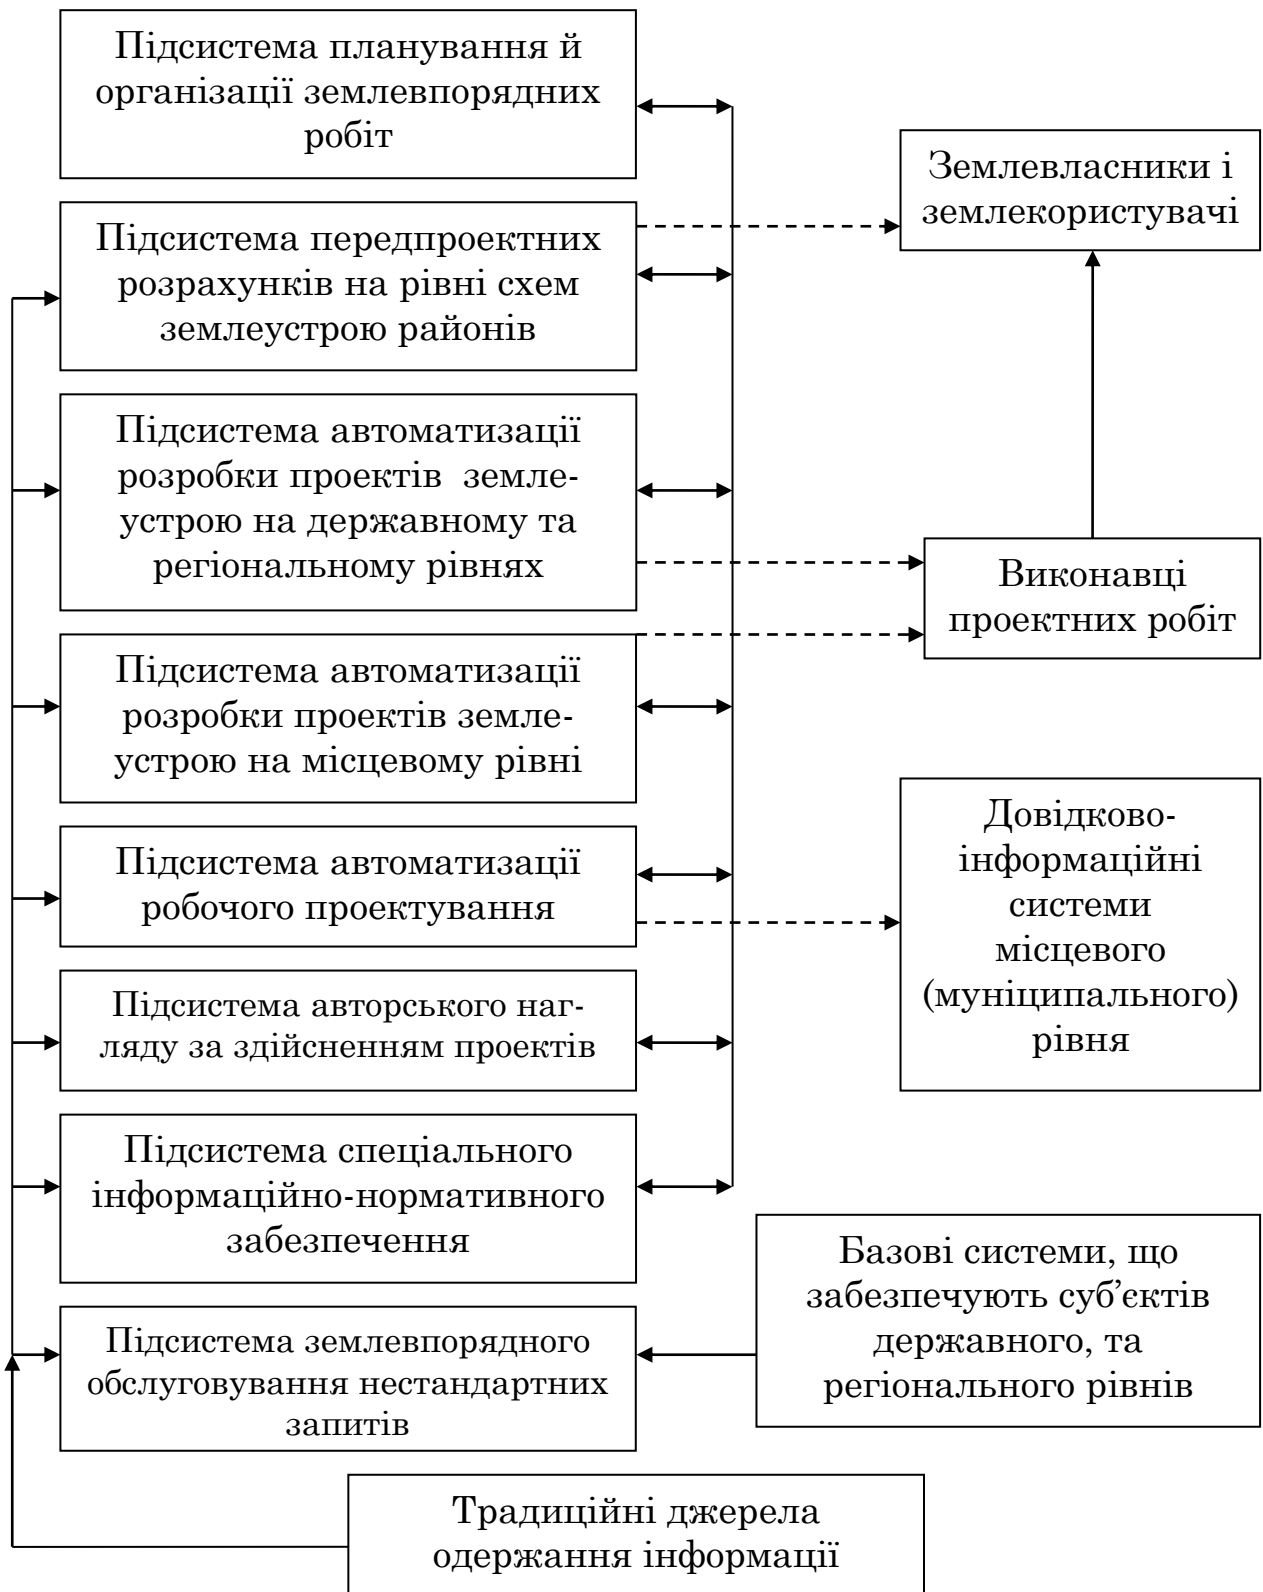 Підсистема планування й
організації землевпорядних
робіт
Підсистема передпроектних
розрахунків на рівні схем
землеустрою районів
Підсистема автоматизації
розробки проектів земле-
устрою на державному та
регіональному рівнях
Підсистема автоматизації
розробки проектів земле-
устрою на місцевому рівні
Підсистема автоматизації
робочого проектування
Підсистема авторського наг-
ляду за здійсненням проектів
Підсистема спеціального
інформаційно-нормативного
забезпечення
Підсистема землевпорядного
обслуговування нестандартних
запитів
Землевласники і
землекористувачі
Виконавці
проектних робіт
Довідково-
інформаційні
системи
місцевого
(муніципального)
рівня
Базові системи, що
забезпечують суб’єктів
державного, та
регіонального рівнів
Традиційні джерела
одержання інформації